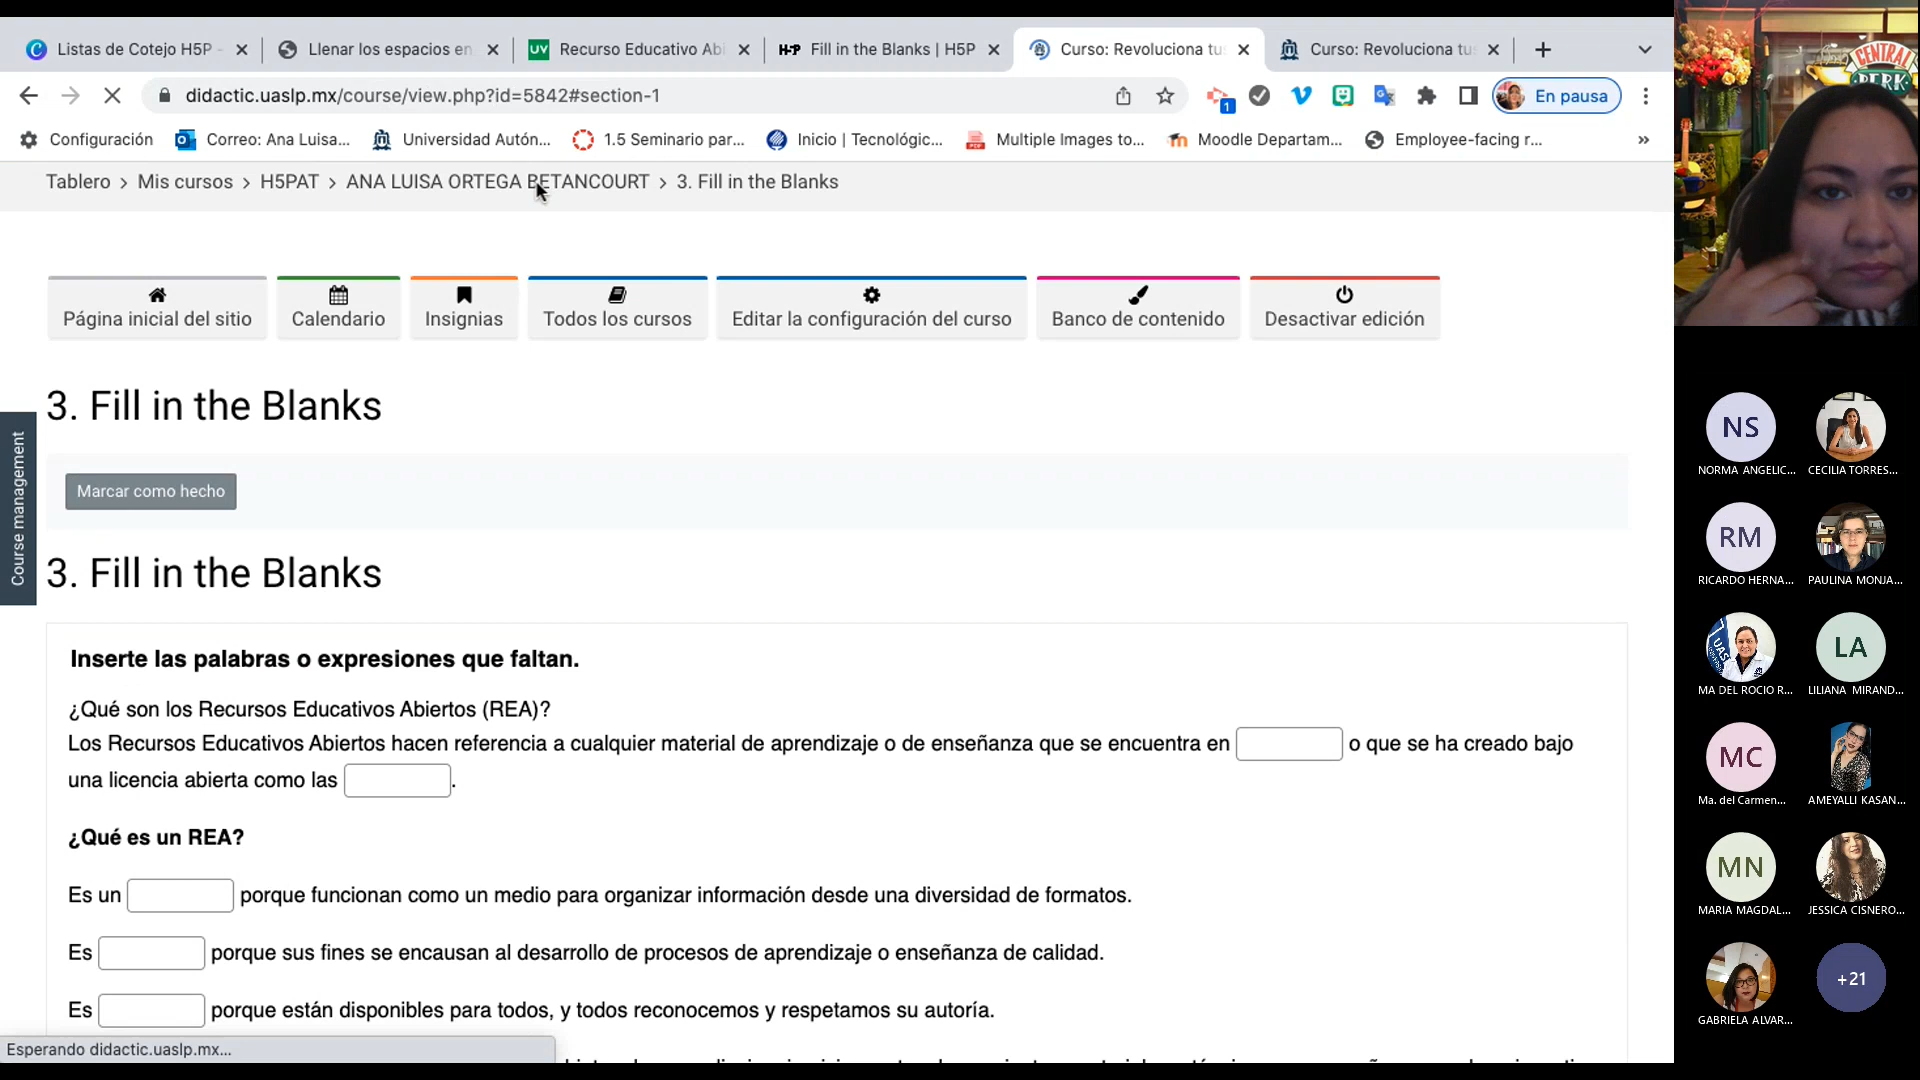 Listas de Cotejo H5P -
Llenar los espacios en
UV Recurso Educativo Abi
H-P Fill in the Blanks | H5P
Curso: Revoluciona tus
Curso: Revoluciona tus
didactic.uaslp.mx/course/view.php?id=5842#section-1
1
En pausa
Configuración
Correo: Ana Luisa...
Universidad Autón...
1.5 Seminario par...
Inicio | Tecnológic...
Multiple Images to...
Moodle Departam...
Employee-facing r...
»
Tablero > Mis cursos > H5PAT > ANA LUISA ORTEGA BETANCOURT > 3. Fill in the Blanks
Página inicial del sitio
Calendario
Insignias
Todos los cursos
Editar la configuración del curso
Banco de contenido
Desactivar edición
Course management
3. Fill in the Blanks
Marcar como hecho
3. Fill in the Blanks
Inserte las palabras o expresiones que faltan.
¿Qué son los Recursos Educativos Abiertos (REA)?
Los Recursos Educativos Abiertos hacen referencia a cualquier material de aprendizaje o de enseñanza que se encuentra en o que se ha creado bajo
una licencia abierta como las .
¿Qué es un REA?
Es un porque funcionan como un medio para organizar información desde una diversidad de formatos.
Es porque sus fines se encausan al desarrollo de procesos de aprendizaje o enseñanza de calidad.
Es porque están disponibles para todos, y todos reconocemos y respetamos su autoría.
Esperando didactic.uaslp.mx...
CENTRAL
PERK
NS
NORMA ANGELIC...
CECILIA TORRES...
RM
RICARDO HERNA...
PAULINA MONJA...
MA DEL ROCIO R...
LA
LILIANA MIRAND...
MC
Ma. del Carmen...
AMEYALLI KASAN...
MN
MARIA MAGDAL...
JESSICA CISNERO...
GABRIELA ALVAR...
+21